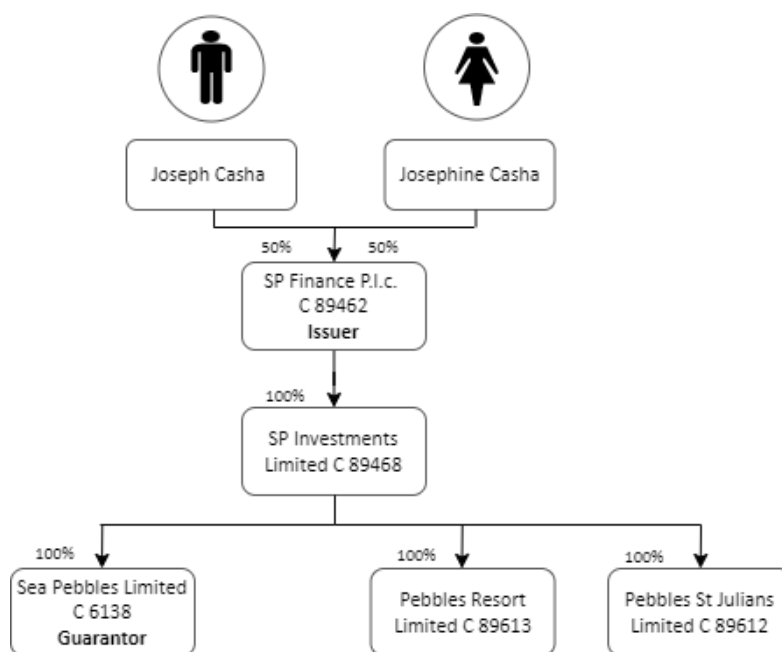 Joseph Casha
Josephine Casha
50%
50%
SP Finance P.l.c.
C 89462
Issuer
100%
SP Investments
Limited C 89468
100%
100%
100%
Sea Pebbles Limited
C 6138
Guarantor
Pebbles Resort
Limited C 89613
Pebbles St Julians
Limited C 89612